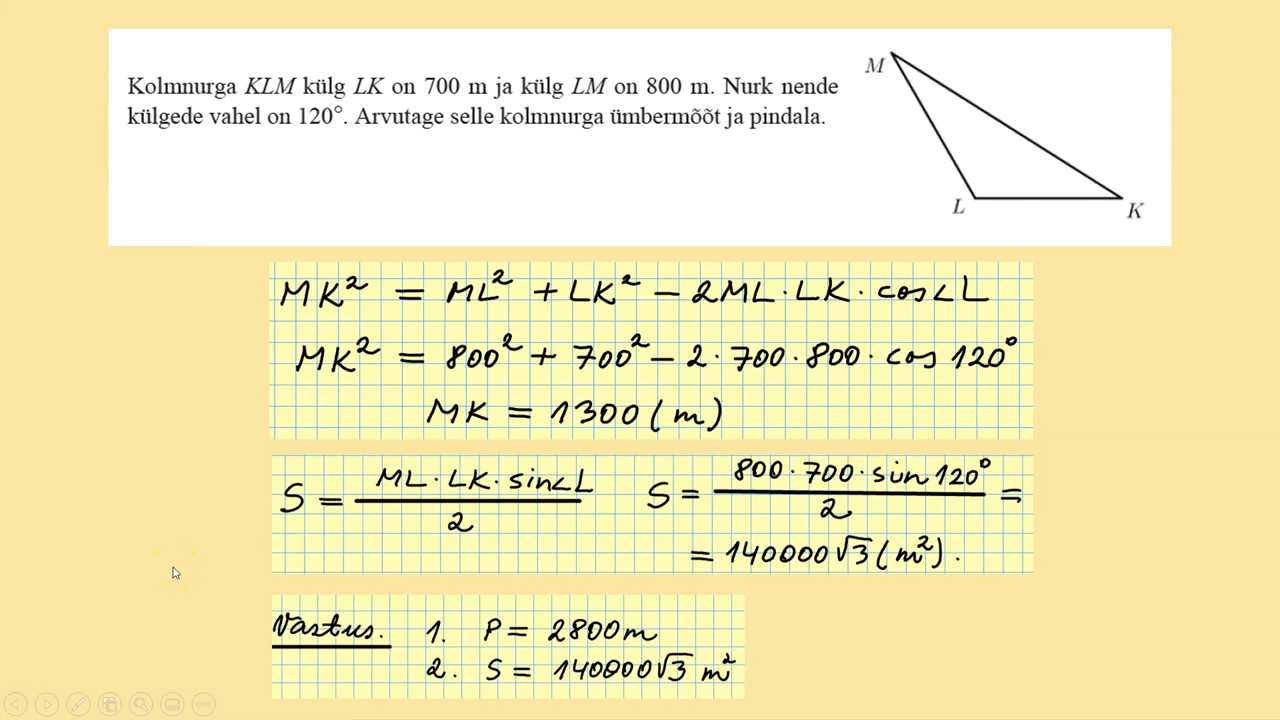 Kolmnurga KLM külg LK on 700 m ja külg LM on 800 m. Nurk nende
külgede vahel on 120°. Arvutage selle kolmnurga ümbermõõt ja pindala.
M
L
K
MK² = ML² + LK² − 2ML · LK · cos∠L
MK² = 800² + 700² − 2 · 700 · 800 · cos 120°
MK = 1300 (m)
S = ML · LK · sin∠L / 2
S = 800 · 700 · sin 120° / 2 =
= 140000√3 (m²).
Vastus. 1. P = 2800 m
2. S = 140000√3 m²